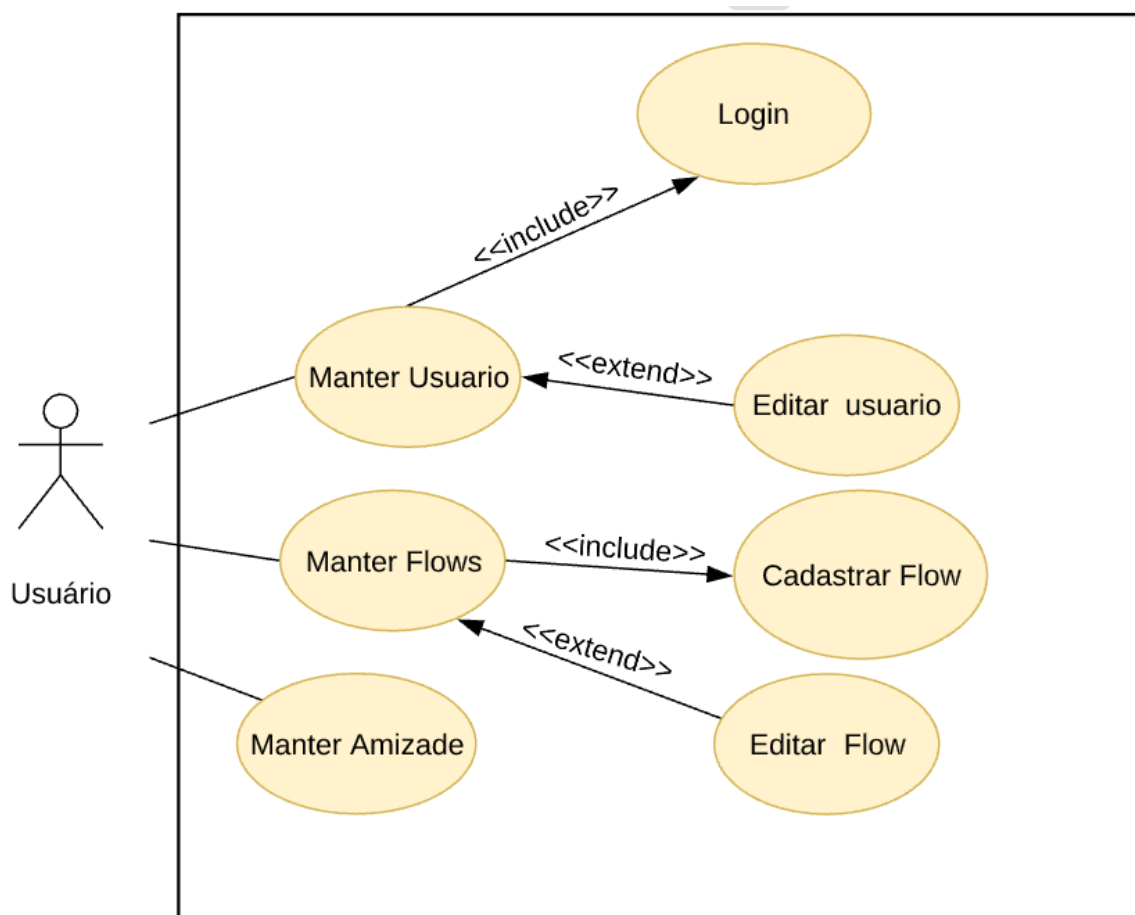 Login
<<include>>
Manter Usuario
<<extend>>
Editar usuario
Usuário
Manter Flows
<<include>>
Cadastrar Flow
<<extend>>
Manter Amizade
Editar Flow